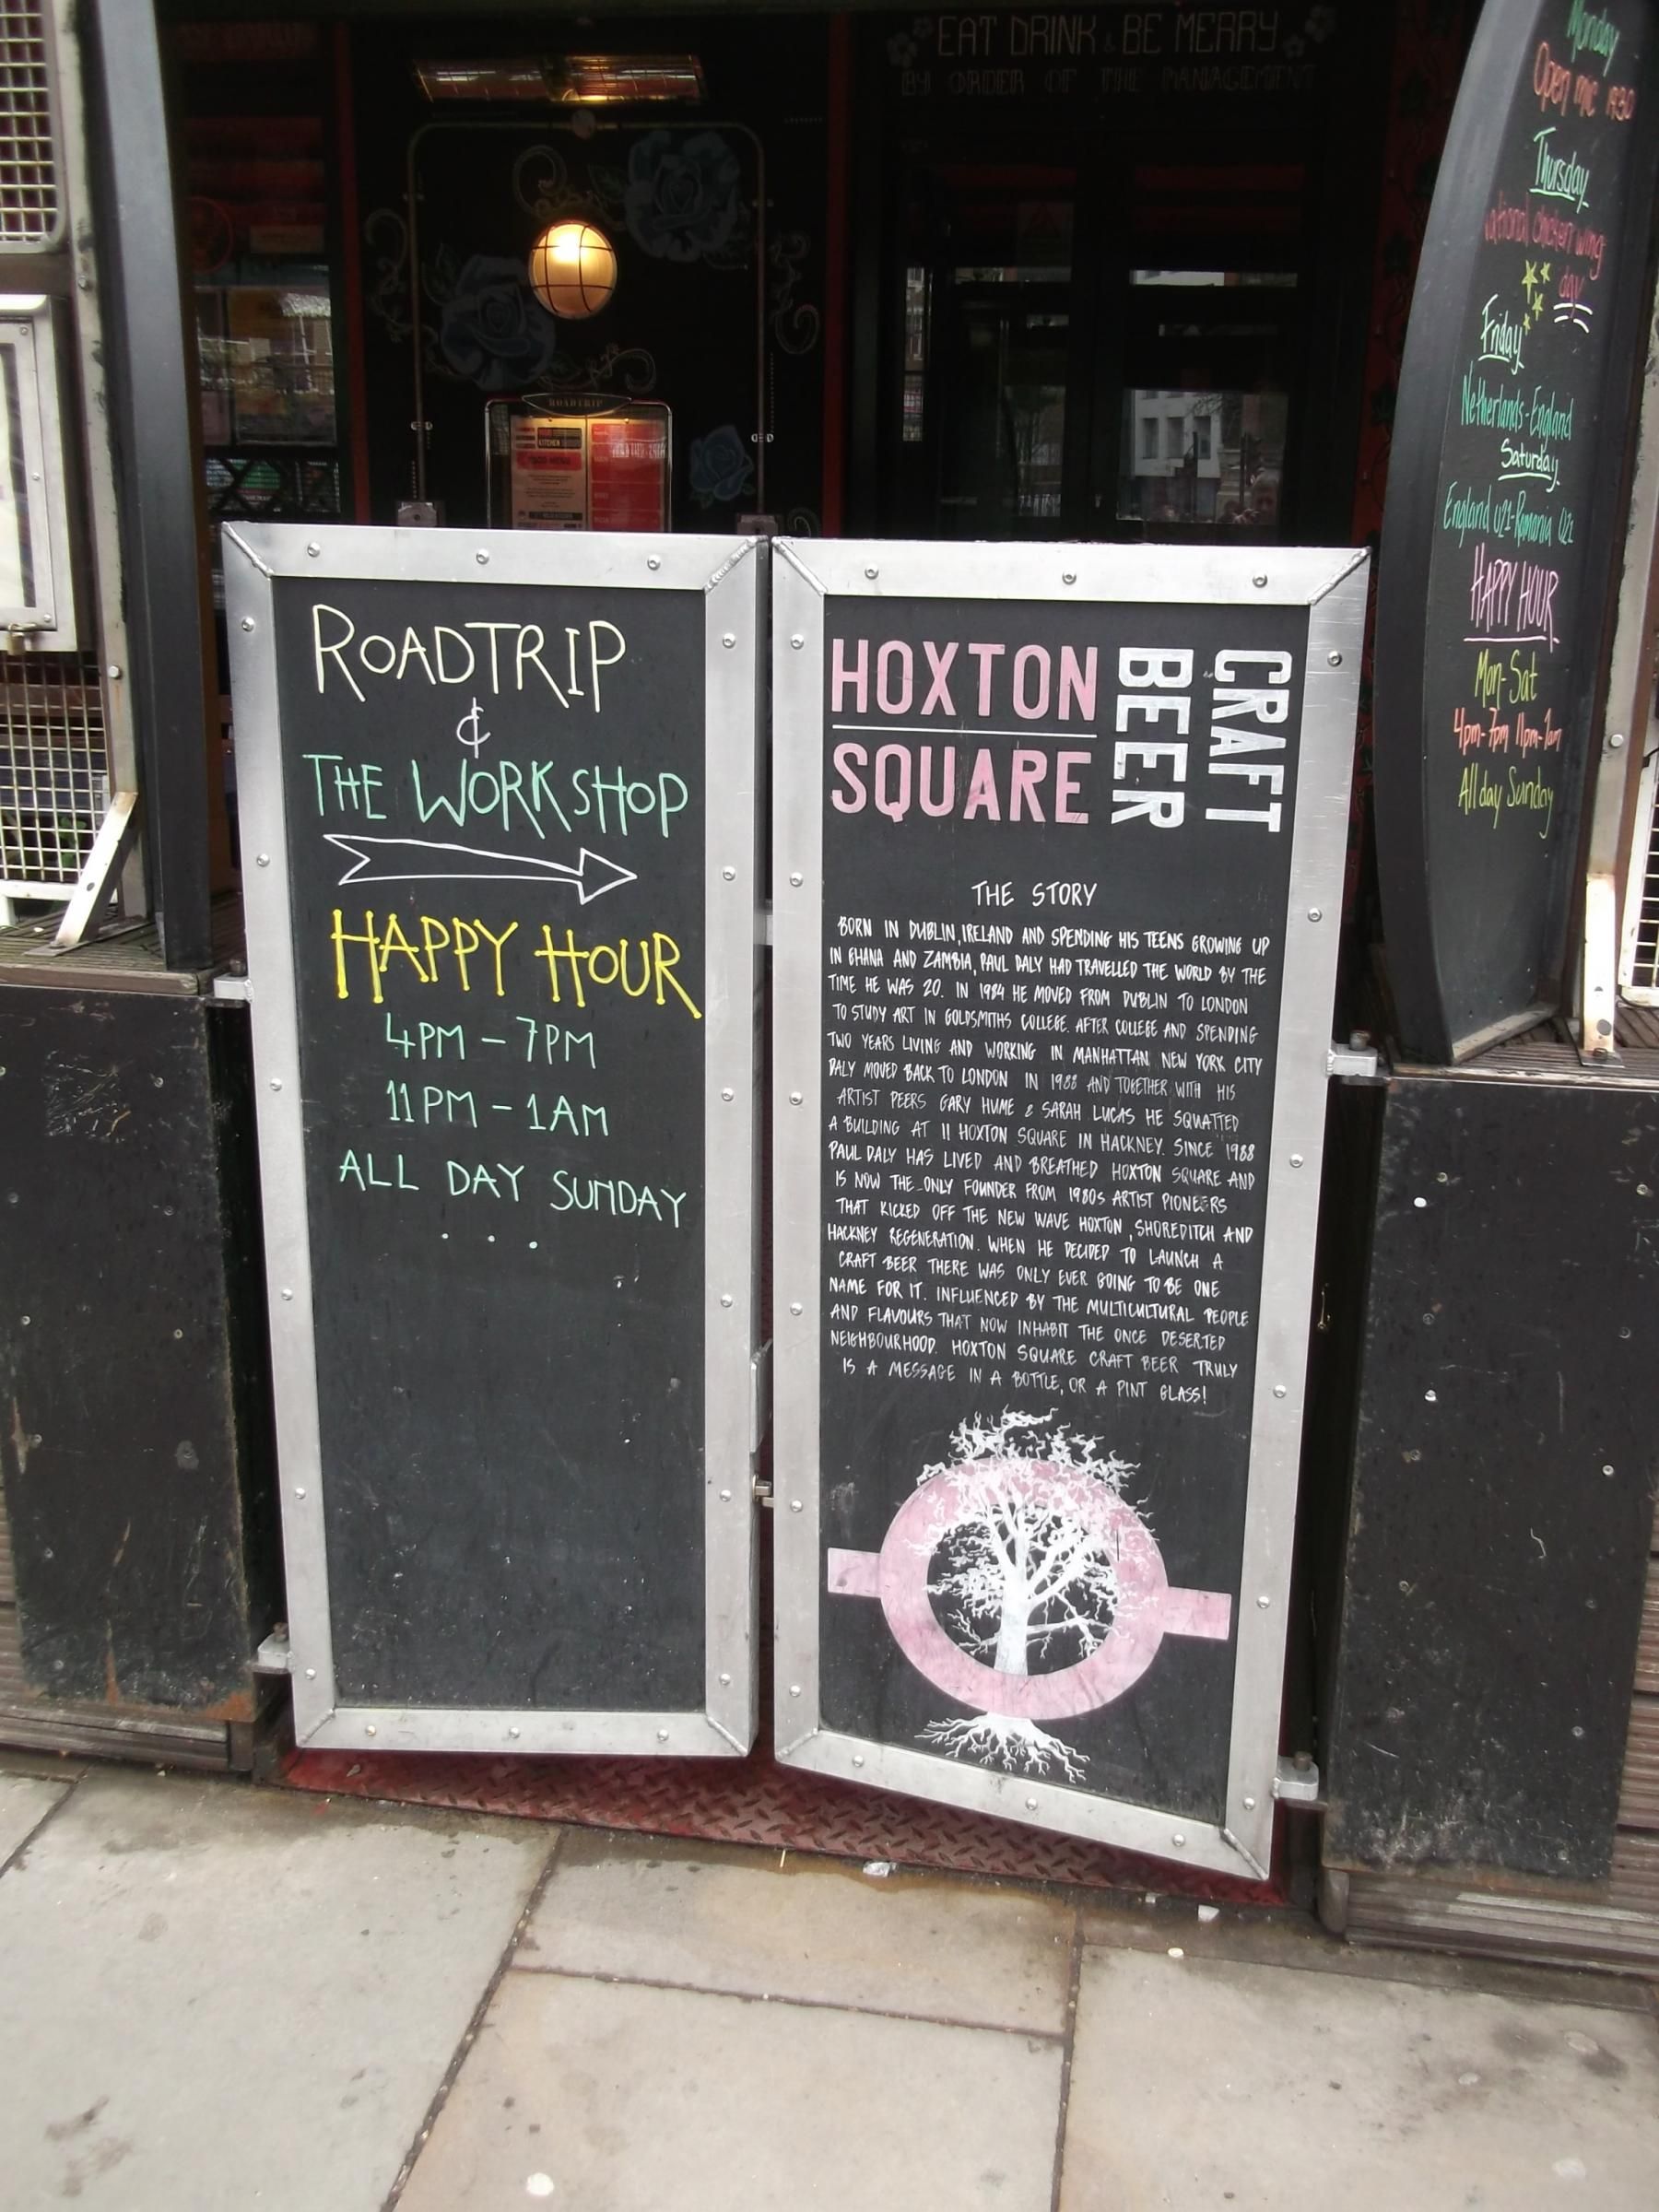 EAT DRINK & BE MERRY
BY ORDER OF THE MANAGEMENT
ROADTRIP
KITCHEN
ROADTRIP
&
THE WORKSHOP
HAPPY HOUR
4PM - 7PM
11PM - 1AM
ALL DAY SUNDAY
. . .
HOXTON
SQUARE
CRAFT
BEER
THE STORY
BORN IN DUBLIN, IRELAND AND SPENDING HIS TEENS GROWING UP
IN GHANA AND ZAMBIA, PAUL DALY HAD TRAVELLED THE WORLD BY THE
TIME HE WAS 20. IN 1984 HE MOVED FROM DUBLIN TO LONDON
TO STUDY ART IN GOLDSMITHS COLLEGE. AFTER COLLEGE AND SPENDING
TWO YEARS LIVING AND WORKING IN MANHATTAN NEW YORK CITY
DALY MOVED BACK TO LONDON IN 1988 AND TOGETHER WITH HIS
ARTIST PEERS GARY HUME & SARAH LUCAS HE SQUATTED
A BUILDING AT 11 HOXTON SQUARE IN HACKNEY. SINCE 1988
PAUL DALY HAS LIVED AND BREATHED HOXTON SQUARE AND
IS NOW THE ONLY FOUNDER FROM 1980S ARTIST PIONEERS
THAT KICKED OFF THE NEW WAVE HOXTON, SHOREDITCH AND
HACKNEY REGENERATION. WHEN HE DECIDED TO LAUNCH A
CRAFT BEER THERE WAS ONLY EVER GOING TO BE ONE
NAME FOR IT. INFLUENCED BY THE MULTICULTURAL PEOPLE
AND FLAVOURS THAT NOW INHABIT THE ONCE DESERTED
NEIGHBOURHOOD. HOXTON SQUARE CRAFT BEER TRULY
IS A MESSAGE IN A BOTTLE, OR A PINT GLASS!
Monday
Open mic 1930
Thursday
national chicken wing
day
Friday
Netherlands-England
Saturday
England U21-Romania U21
HAPPY HOUR
Mon-Sat
4pm-7pm 11pm-1am
All day Sunday